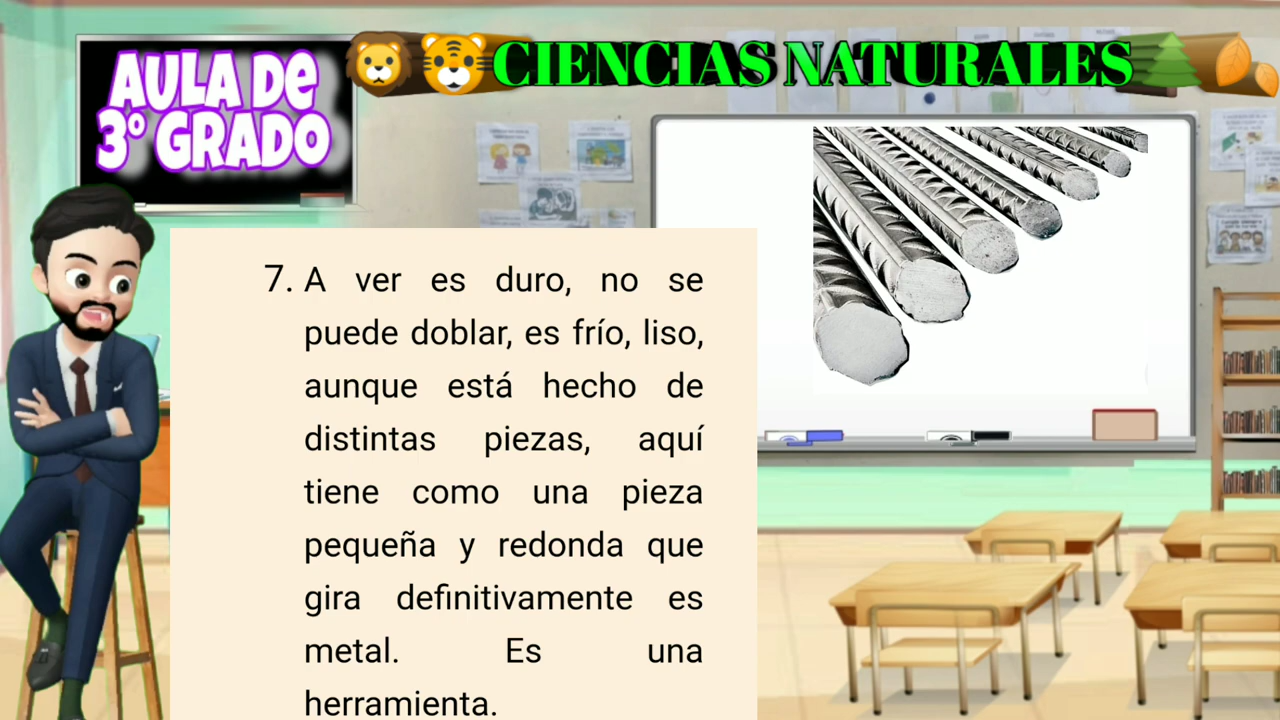 AULA DE
3° GRADO
CIENCIAS NATURALES
7. A ver es duro, no se
puede doblar, es frío, liso,
aunque está hecho de
distintas piezas, aquí
tiene como una pieza
pequeña y redonda que
gira definitivamente es
metal. Es una
herramienta.